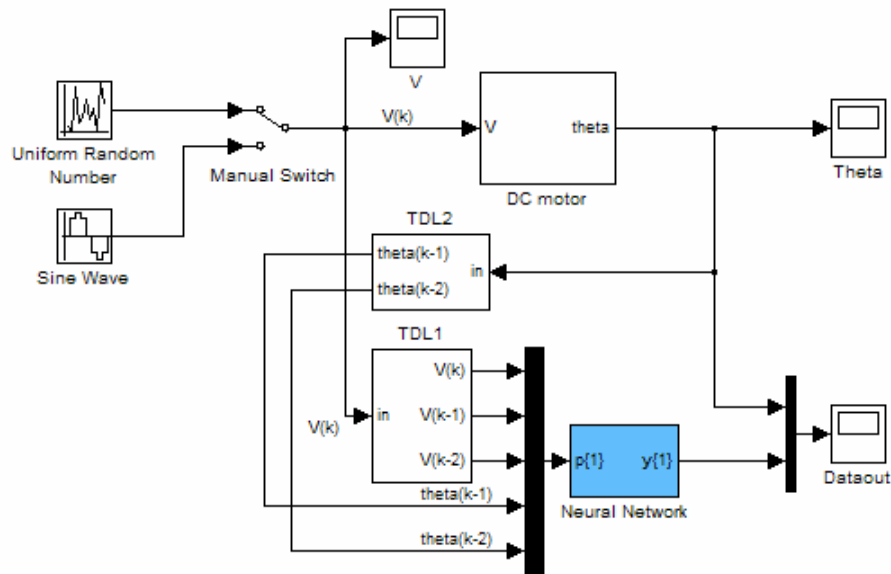 V
Uniform Random
Number
Manual Switch
V(k)
V
theta
DC motor
Theta
Sine Wave
TDL2
theta(k-1)
theta(k-2)
in
TDL1
V(k)
in
V(k)
V(k-1)
V(k-2)
theta(k-1)
theta(k-2)
p{1}
y{1}
Neural Network
Dataout